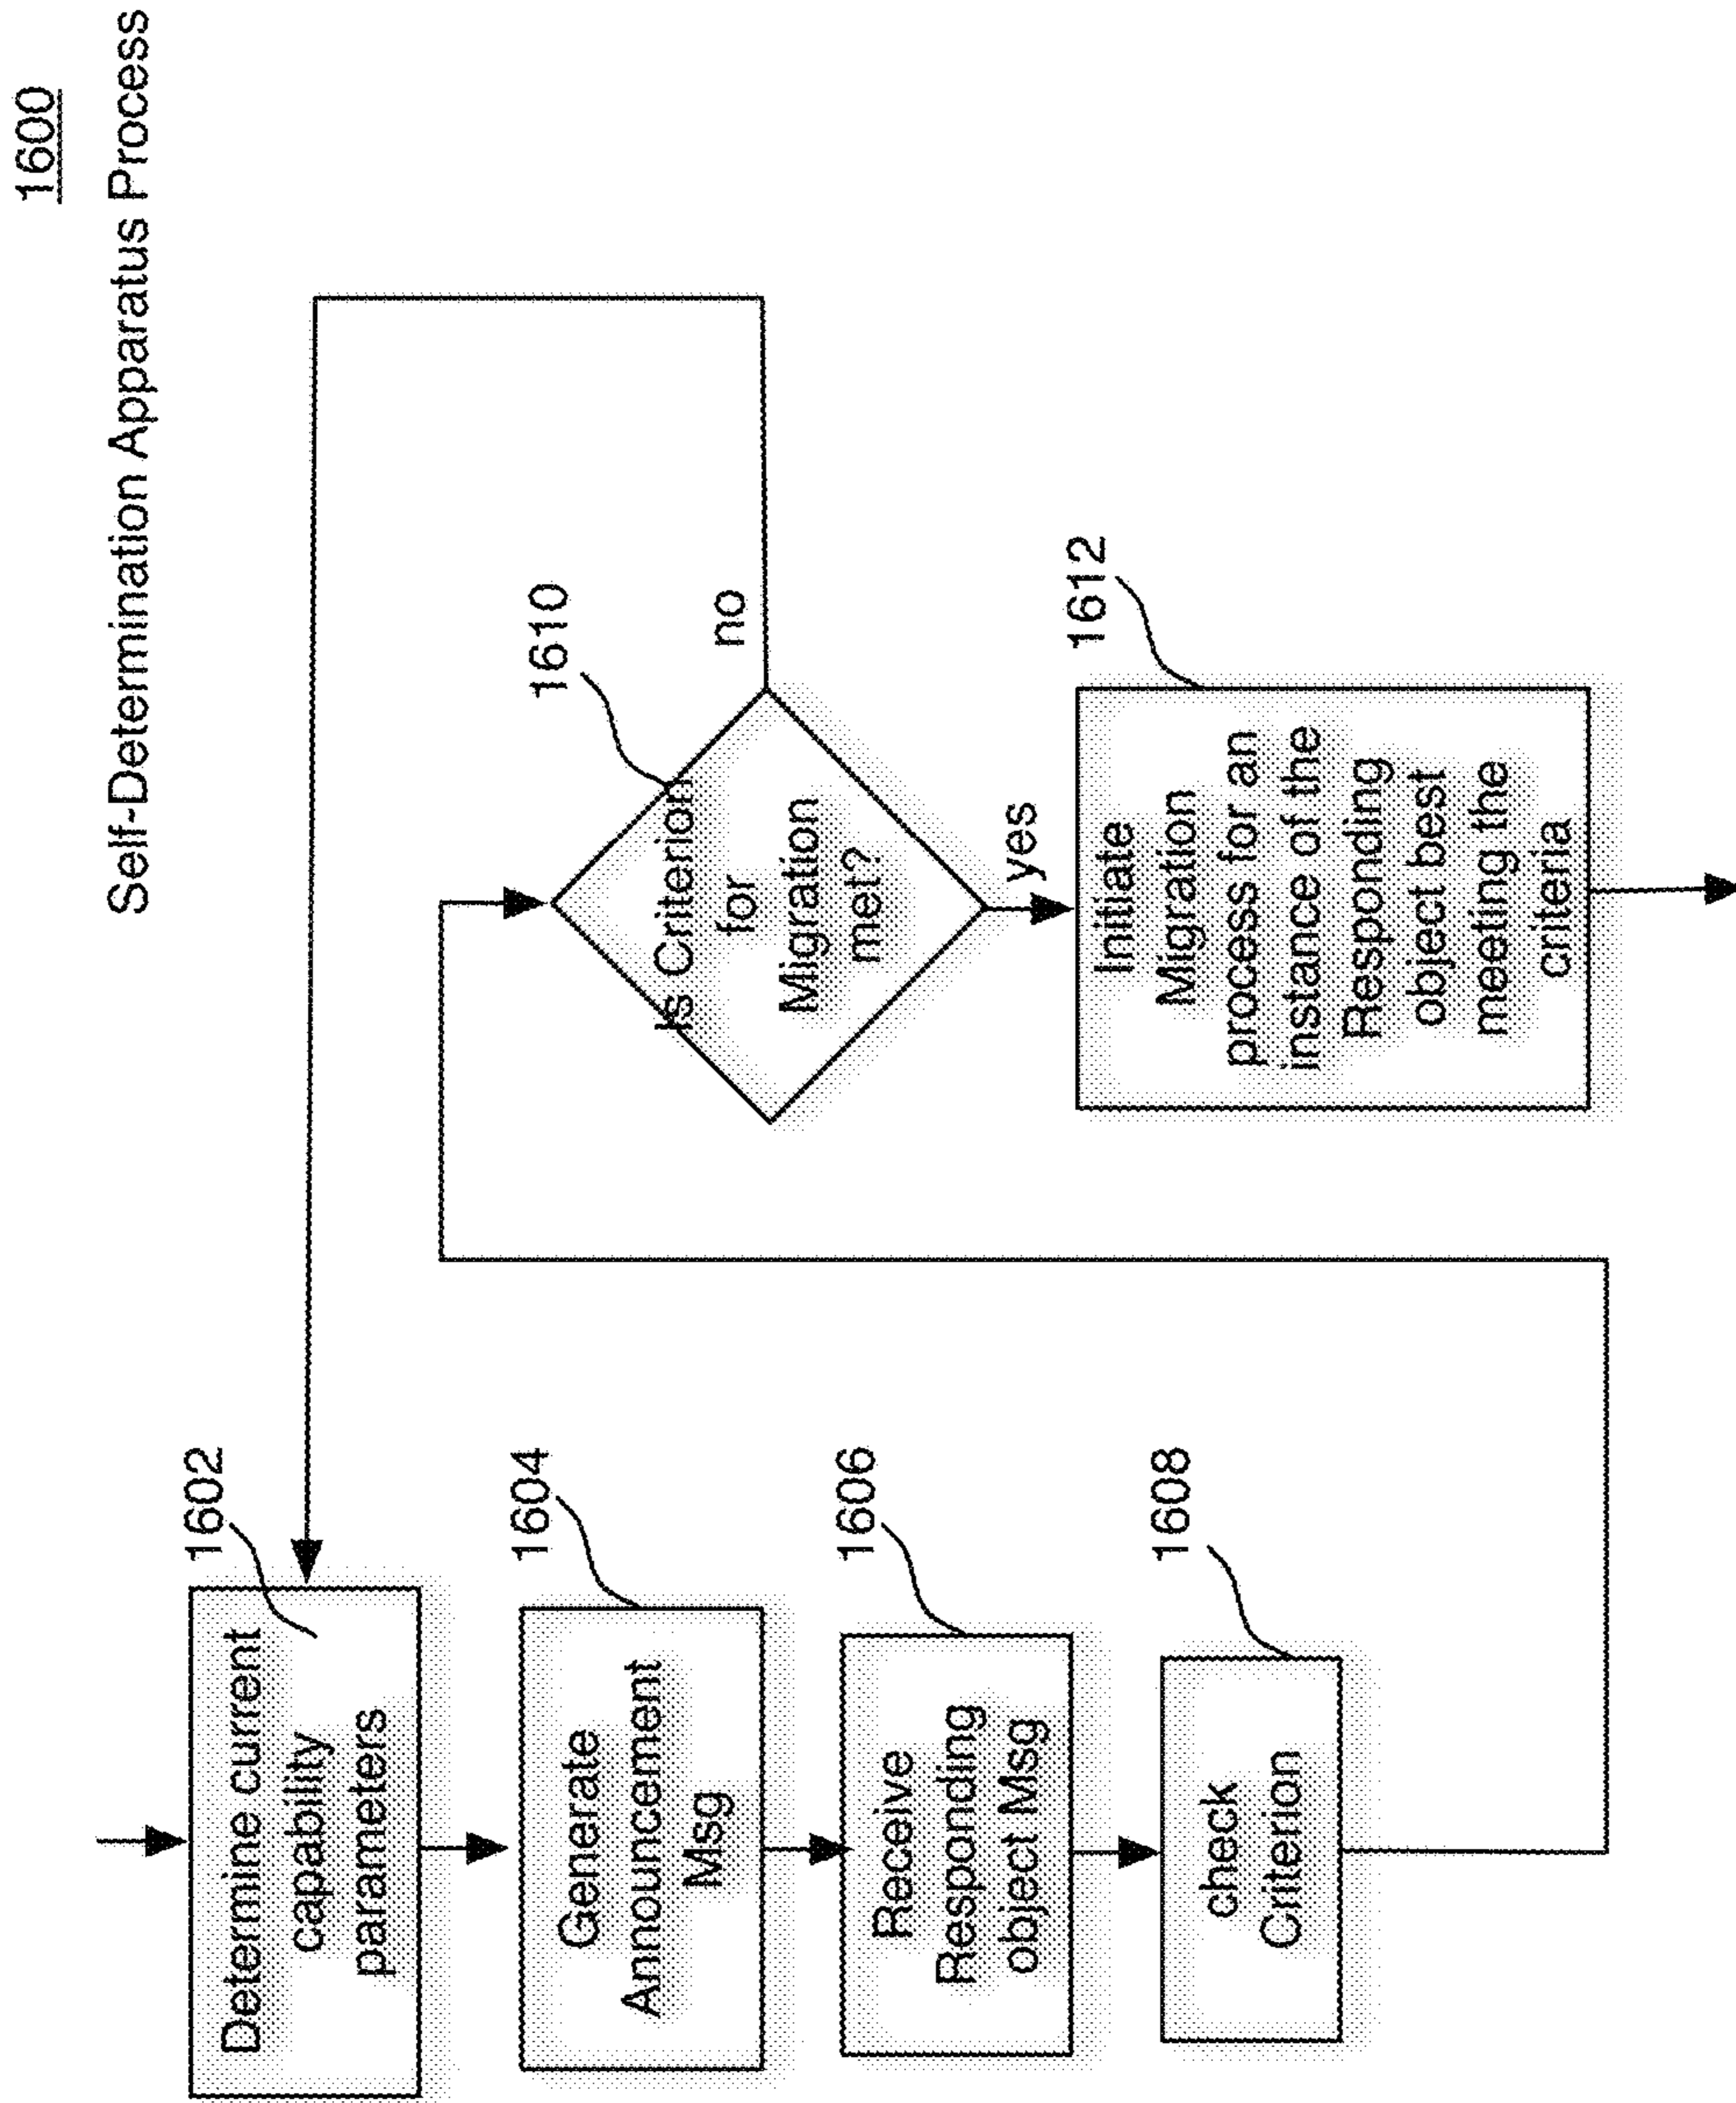 1600
Self-Determination Apparatus Process
1602
Determine current
capability
parameters
1604
Generate
Announcement
Msg
1606
Receive
Responding
object Msg
1608
check
Criterion
1610
Is Criterion
for
Migration
met?
no
yes
1612
Initiate
Migration
process for an
instance of the
Responding
object best
meeting the
criteria